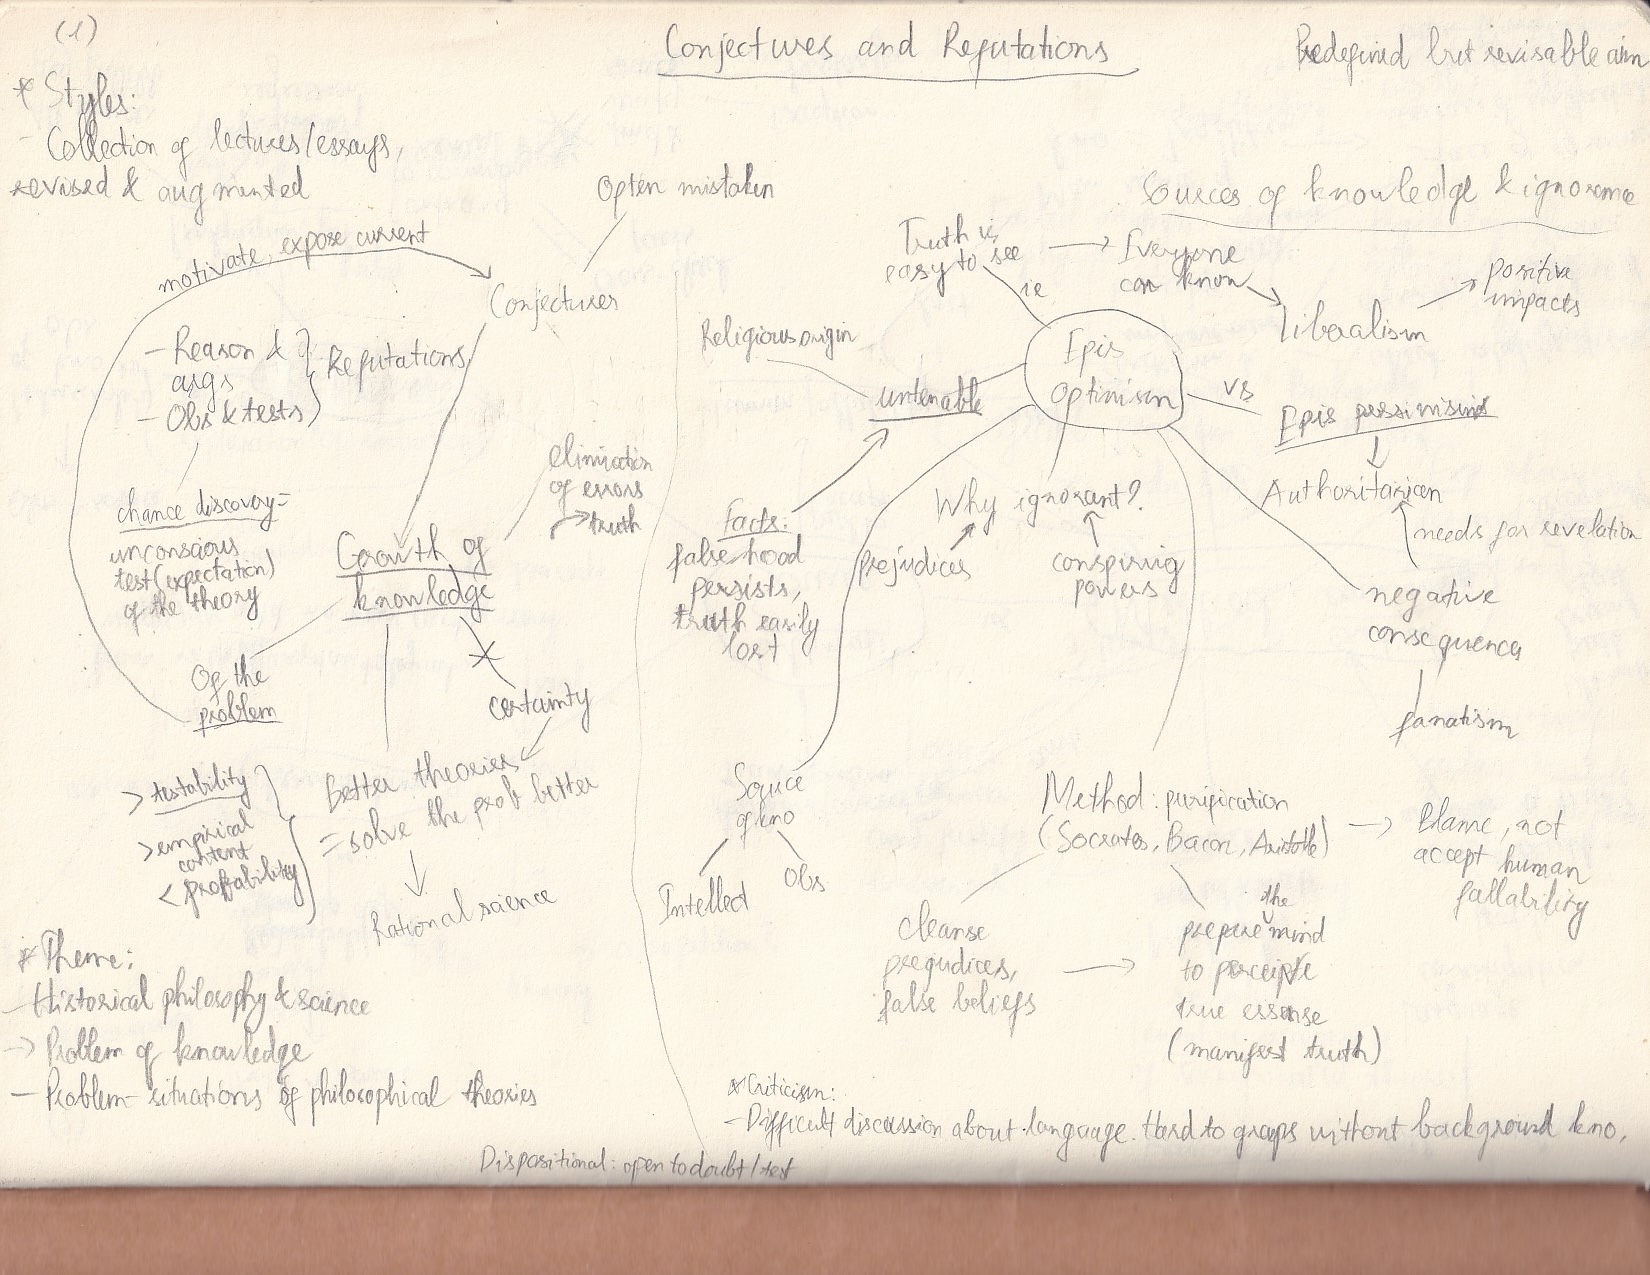 (1)
Conjectures and Refutations
Predefined but revisable aim
* Styles:
- Collection of lectures/essays,
revised & augmented
motivate, expose current
Often mistaken
Conjectures
- Reason &
args
- Obs & tests
Refutations
chance discovery =
unconscious
test (expectation)
of the theory
elimination
of errors
→ truth
Growth of
knowledge
Of the
problem
certainty
> testability
> empirical
content
< probability
Better theories
= solve the prob better
Rational science
* Theme:
- Historical philosophy & science
→ Problem of knowledge
- Problem-situations of philosophical theories
Sources of knowledge & ignorance
Truth is
easy to see
→ Everyone
can know
ie
Liberalism
positive
impacts
Religious origin
untenable
Epis
Optimism
vs
Epis pessimism
Authoritarian
needs for revelation
Facts:
falsehood
persists,
truth easily
lost
Why ignorant?
prejudices
conspiring
powers
negative
consequences
fanatism
Source
of kno
Intellect
Obs
Method: purification
(Socrates, Bacon, Aristotle)
→ Blame, not
accept human
fallability
cleanse
prejudices,
false beliefs
→
the
prepare mind
to perceive
true essense
(manifest truth)
* Criticism:
- Difficult discussion about language. Hard to graps without background kno.
Dispositional: open to doubt/test